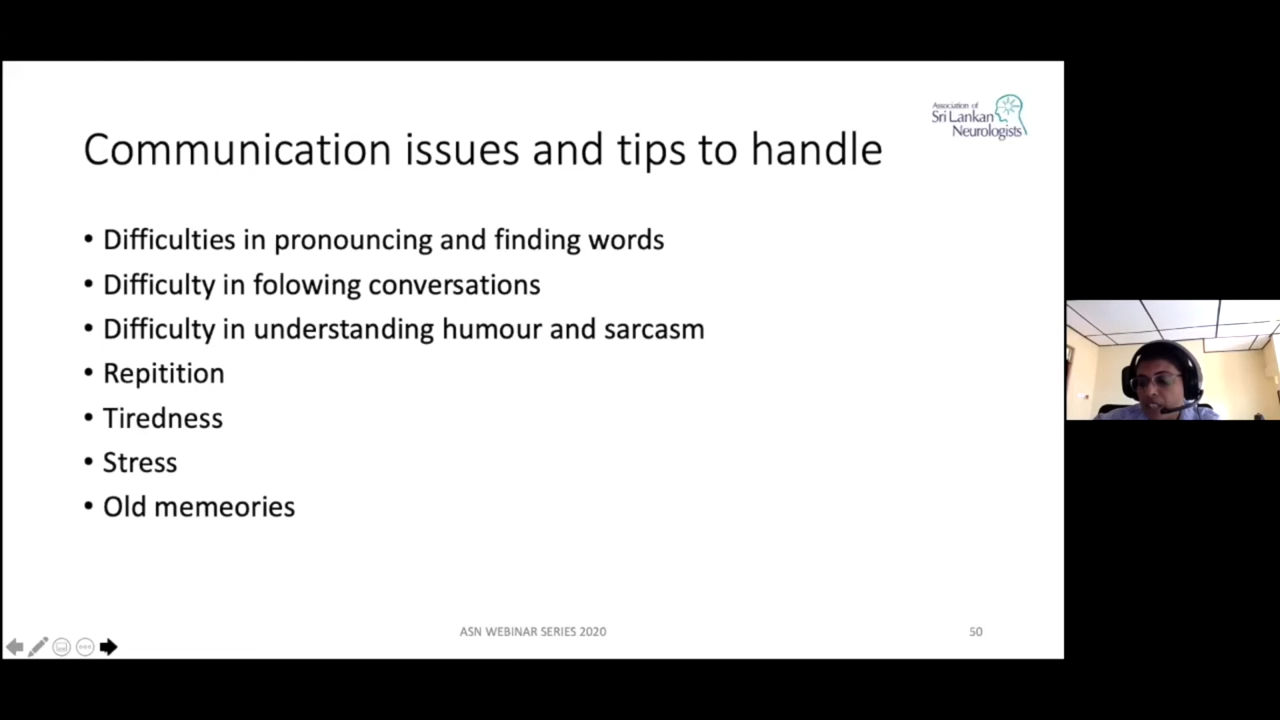 Association of
Sri Lankan
Neurologists
Communication issues and tips to handle
• Difficulties in pronouncing and finding words
• Difficulty in folowing conversations
• Difficulty in understanding humour and sarcasm
• Repitition
• Tiredness
• Stress
• Old memeories
ASN WEBINAR SERIES 2020
50